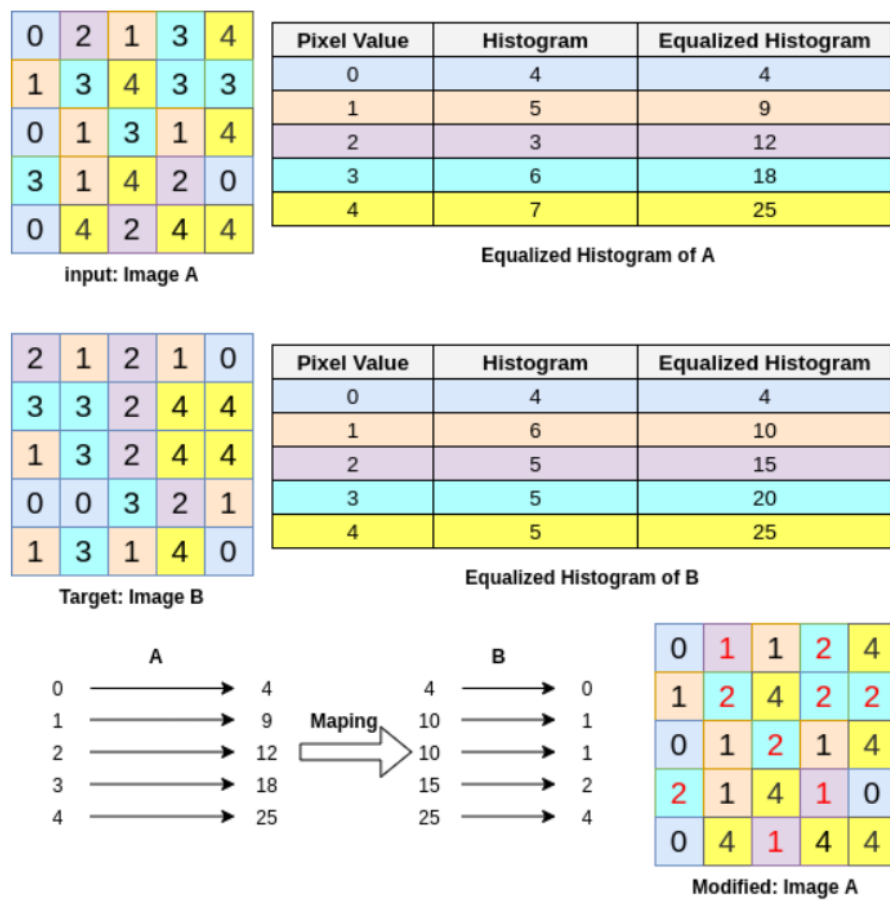 0 2 1 3 4
1 3 4 3 3
0 1 3 1 4
3 1 4 2 0
0 4 2 4 4
input: Image A
Pixel Value Histogram Equalized Histogram
0 4 4
1 5 9
2 3 12
3 6 18
4 7 25
Equalized Histogram of A
2 1 2 1 0
3 3 2 4 4
1 3 2 4 4
0 0 3 2 1
1 3 1 4 0
Target: Image B
Pixel Value Histogram Equalized Histogram
0 4 4
1 6 10
2 5 15
3 5 20
4 5 25
Equalized Histogram of B
A B
0 4 4 0
1 9 Maping 10 1
2 12 10 1
3 18 15 2
4 25 25 4
0 1 1 2 4
1 2 4 2 2
0 1 2 1 4
2 1 4 1 0
0 4 1 4 4
Modified: Image A